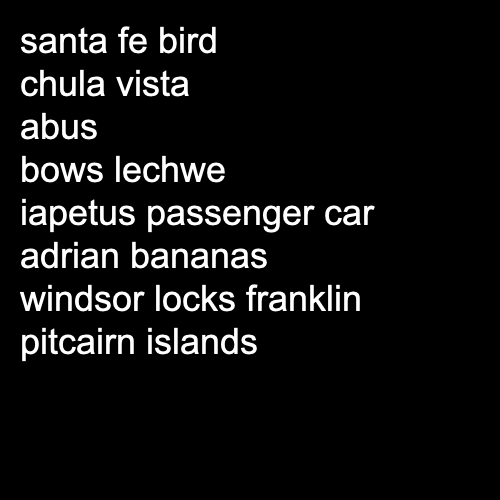 santa fe bird
chula vista
abus
bows lechwe
iapetus passenger car
adrian bananas
windsor locks franklin
pitcairn islands